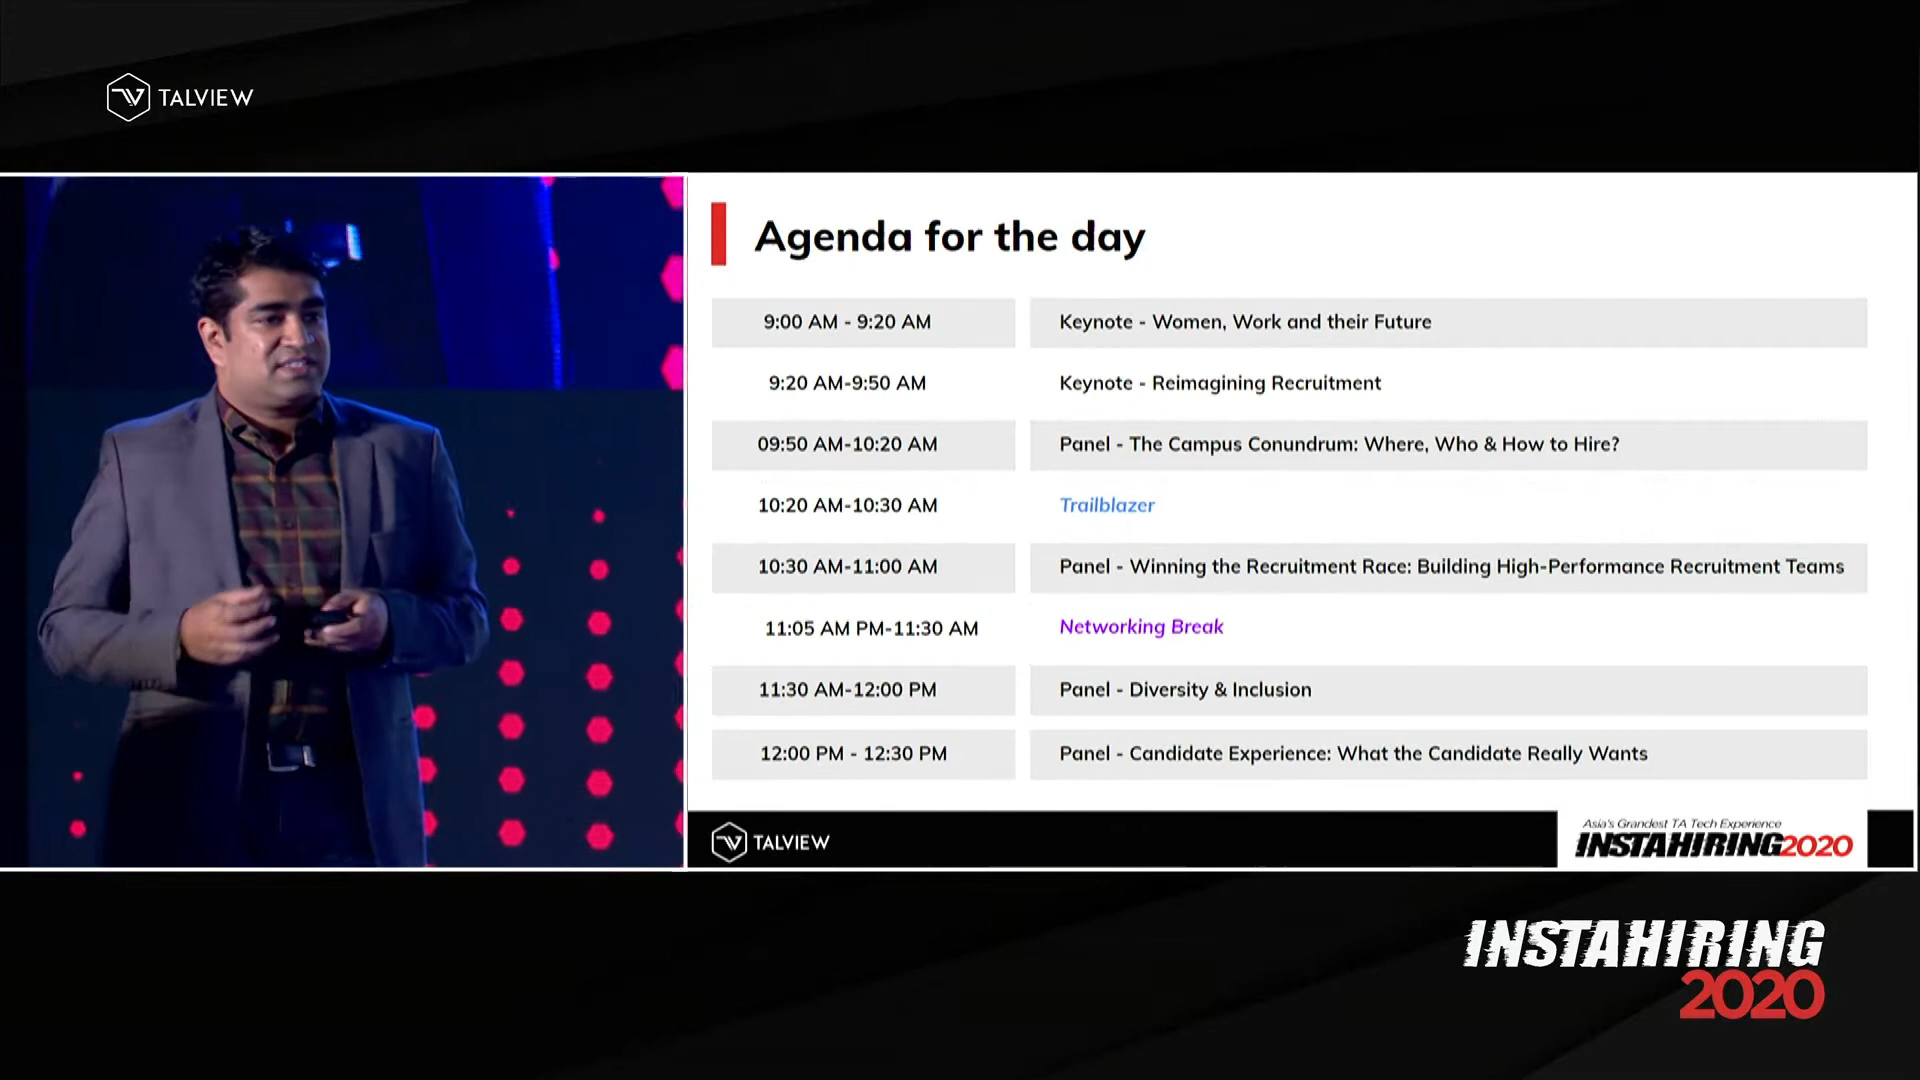 TALVIEW
Agenda for the day
9:00 AM - 9:20 AM Keynote - Women, Work and their Future
9:20 AM-9:50 AM Keynote - Reimagining Recruitment
09:50 AM-10:20 AM Panel - The Campus Conundrum: Where, Who & How to Hire?
10:20 AM-10:30 AM Trailblazer
10:30 AM-11:00 AM Panel - Winning the Recruitment Race: Building High-Performance Recruitment Teams
11:05 AM PM-11:30 AM Networking Break
11:30 AM-12:00 PM Panel - Diversity & Inclusion
12:00 PM - 12:30 PM Panel - Candidate Experience: What the Candidate Really Wants
TALVIEW
Asia's Grandest TA Tech Experience
INSTAHIRING2020
INSTAHIRING
2020